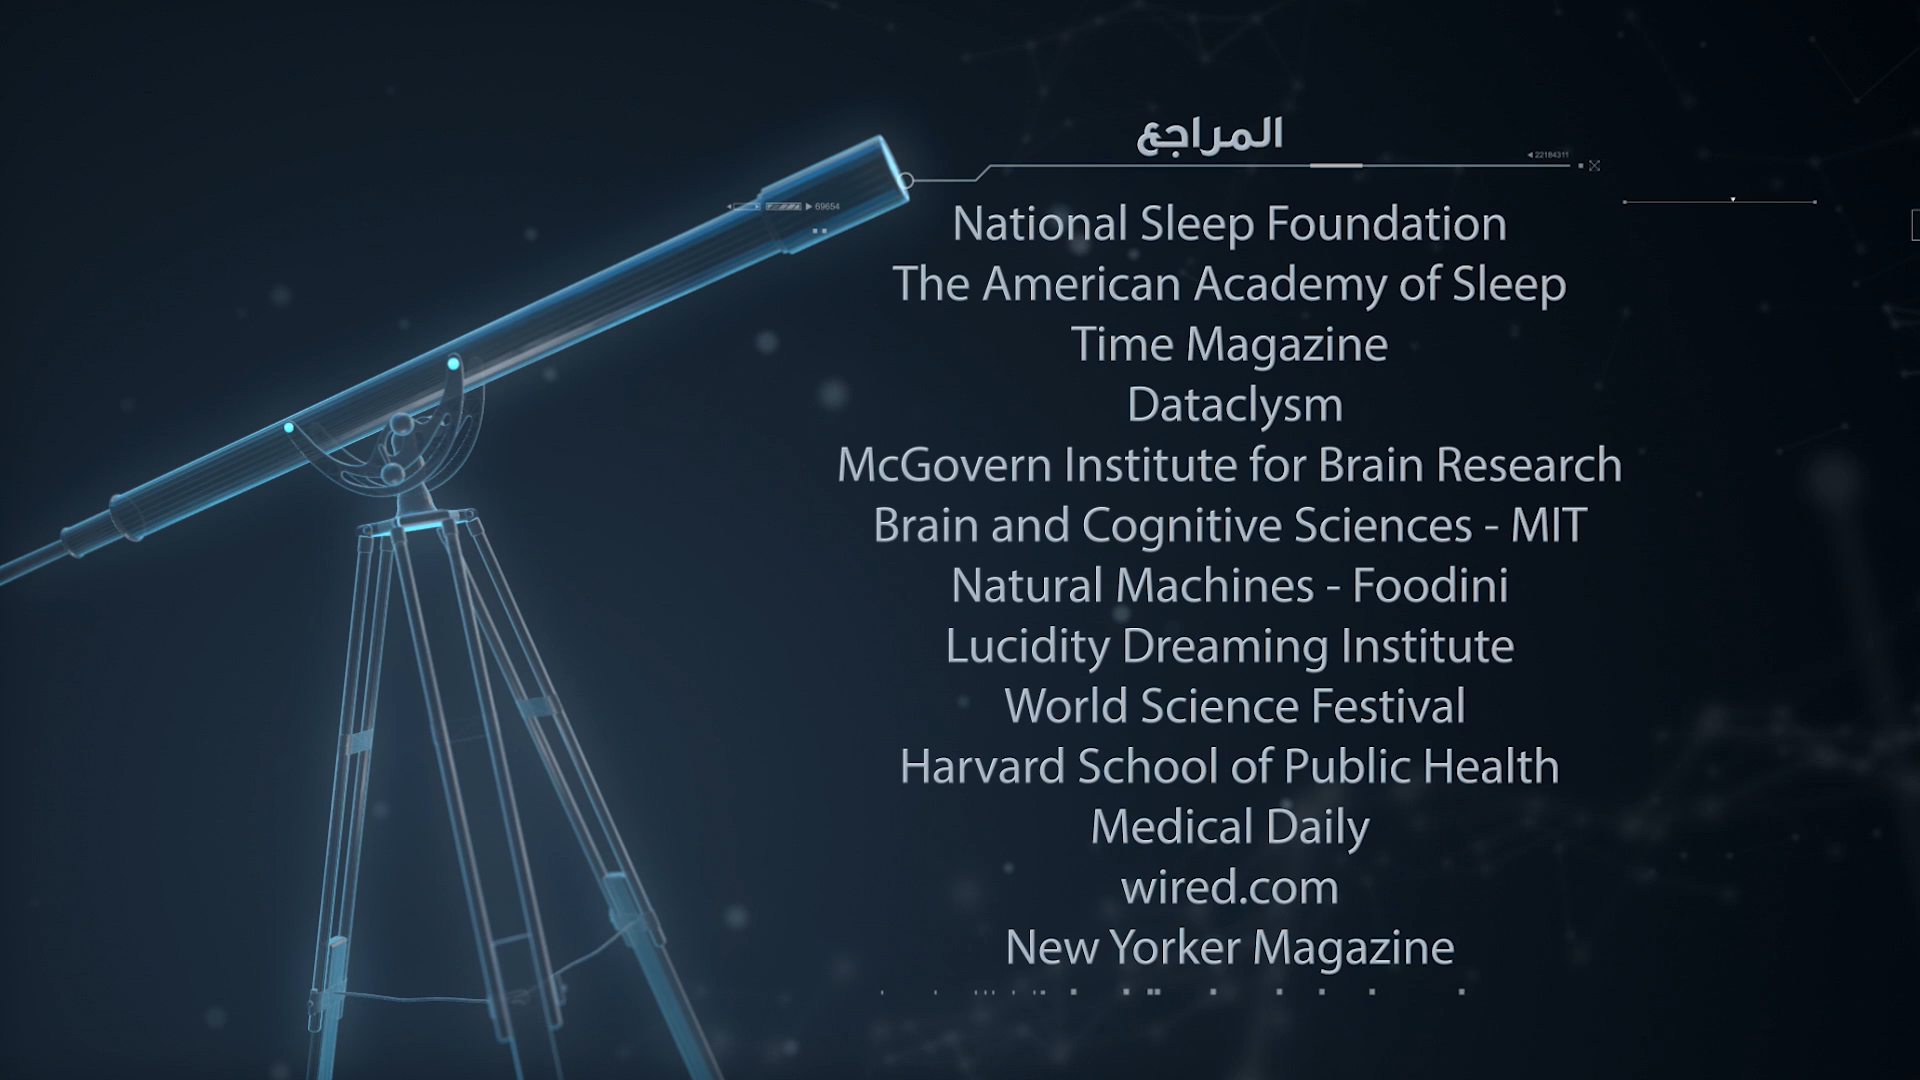 المراجع
22184311
69654
National Sleep Foundation
The American Academy of Sleep
Time Magazine
Dataclysm
McGovern Institute for Brain Research
Brain and Cognitive Sciences - MIT
Natural Machines - Foodini
Lucidity Dreaming Institute
World Science Festival
Harvard School of Public Health
Medical Daily
wired.com
New Yorker Magazine